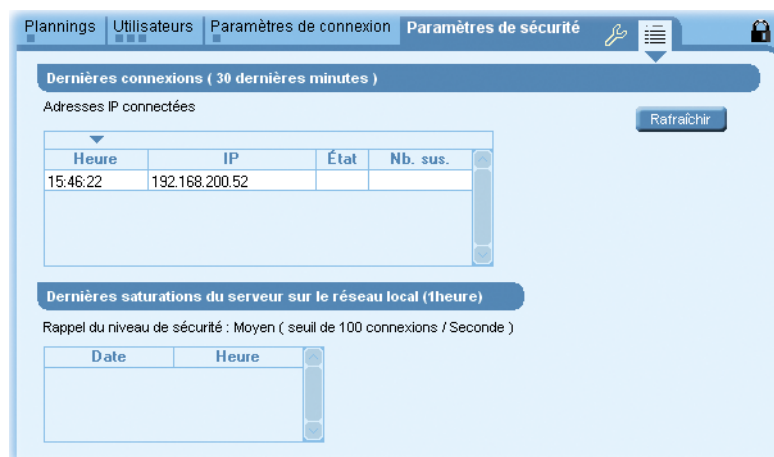 Plannings Utilisateurs Paramètres de connexion Paramètres de sécurité
Dernières connexions ( 30 dernières minutes )
Adresses IP connectées
Rafraîchir
Heure IP État Nb. sus.
15:46:22 192.168.200.52
Dernières saturations du serveur sur le réseau local (1heure)
Rappel du niveau de sécurité : Moyen ( seuil de 100 connexions / Seconde )
Date Heure